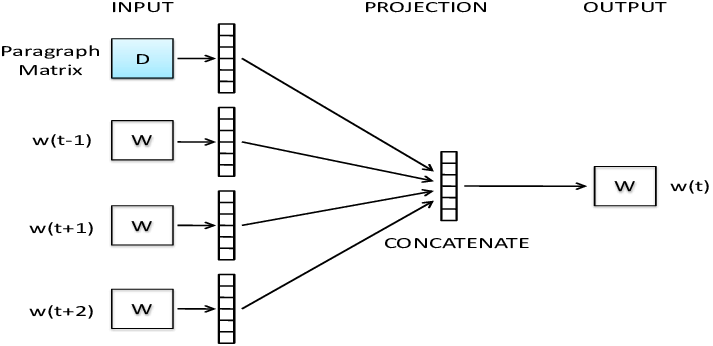 INPUT PROJECTION OUTPUT
Paragraph
Matrix
D
w(t-1) W
w(t+1) W
w(t+2) W
CONCATENATE
W w(t)